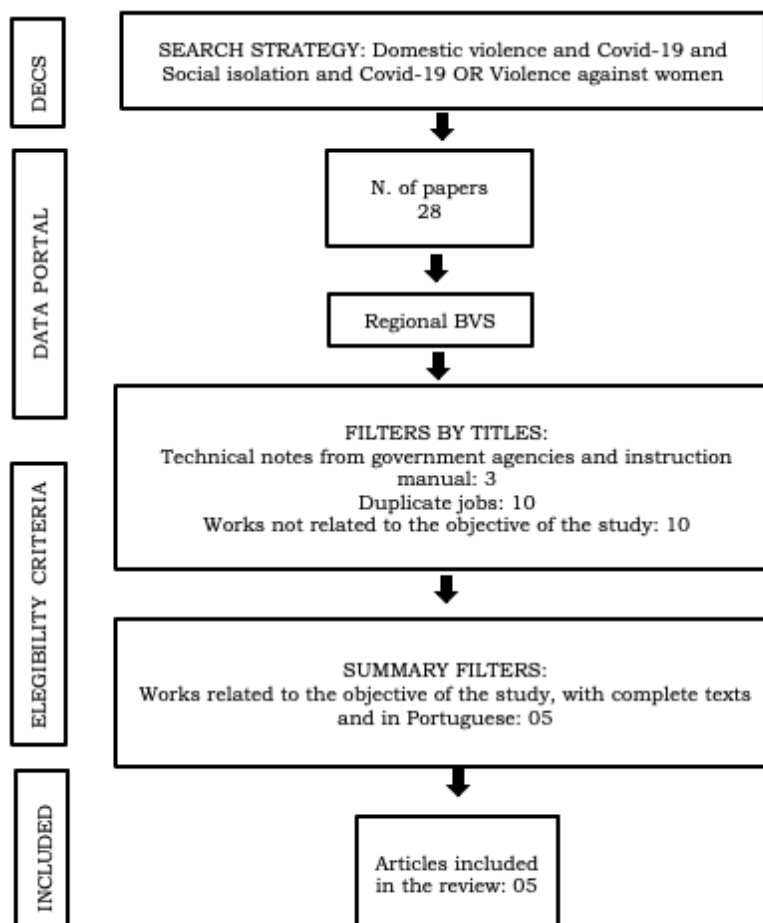 DECS
SEARCH STRATEGY: Domestic violence and Covid-19 and
Social isolation and Covid-19 OR Violence against women
DATA PORTAL
N. of papers
28
Regional BVS
ELEGIBILITY CRITERIA
FILTERS BY TITLES:
Technical notes from government agencies and instruction
manual: 3
Duplicate jobs: 10
Works not related to the objective of the study: 10
SUMMARY FILTERS:
Works related to the objective of the study, with complete texts
and in Portuguese: 05
INCLUDED
Articles included
in the review: 05